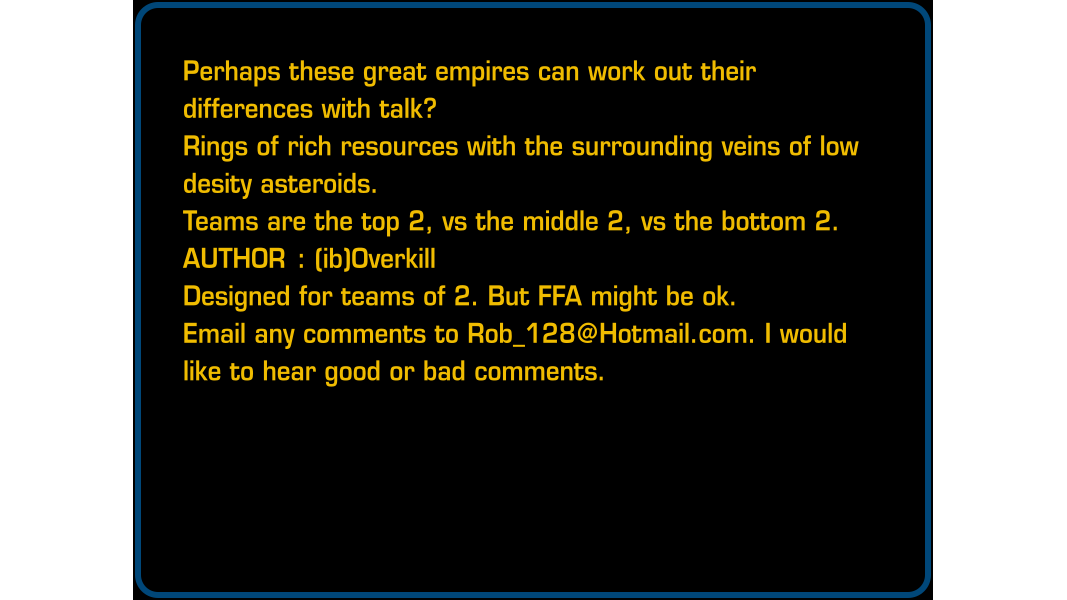 Perhaps these great empires can work out their
differences with talk?
Rings of rich resources with the surrounding veins of low
desity asteroids.
Teams are the top 2, vs the middle 2, vs the bottom 2.
AUTHOR : (ib)Overkill
Designed for teams of 2. But FFA might be ok.
Email any comments to Rob_128@Hotmail.com. I would
like to hear good or bad comments.